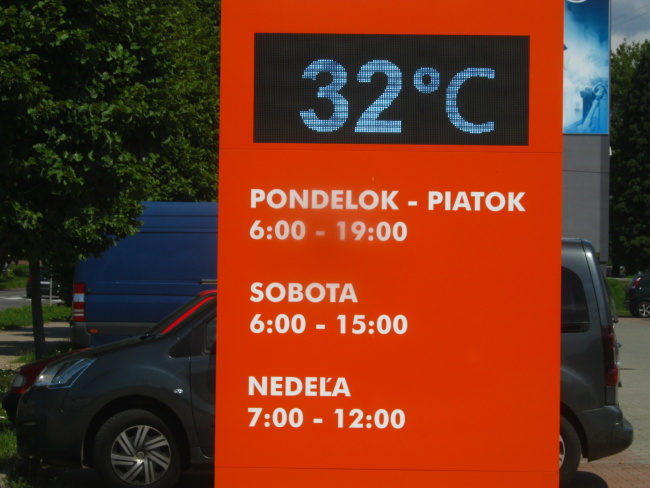 32°C
PONDELOK - PIATOK
6:00 - 19:00
SOBOTA
6:00 - 15:00
NEDEĽA
7:00 - 12:00